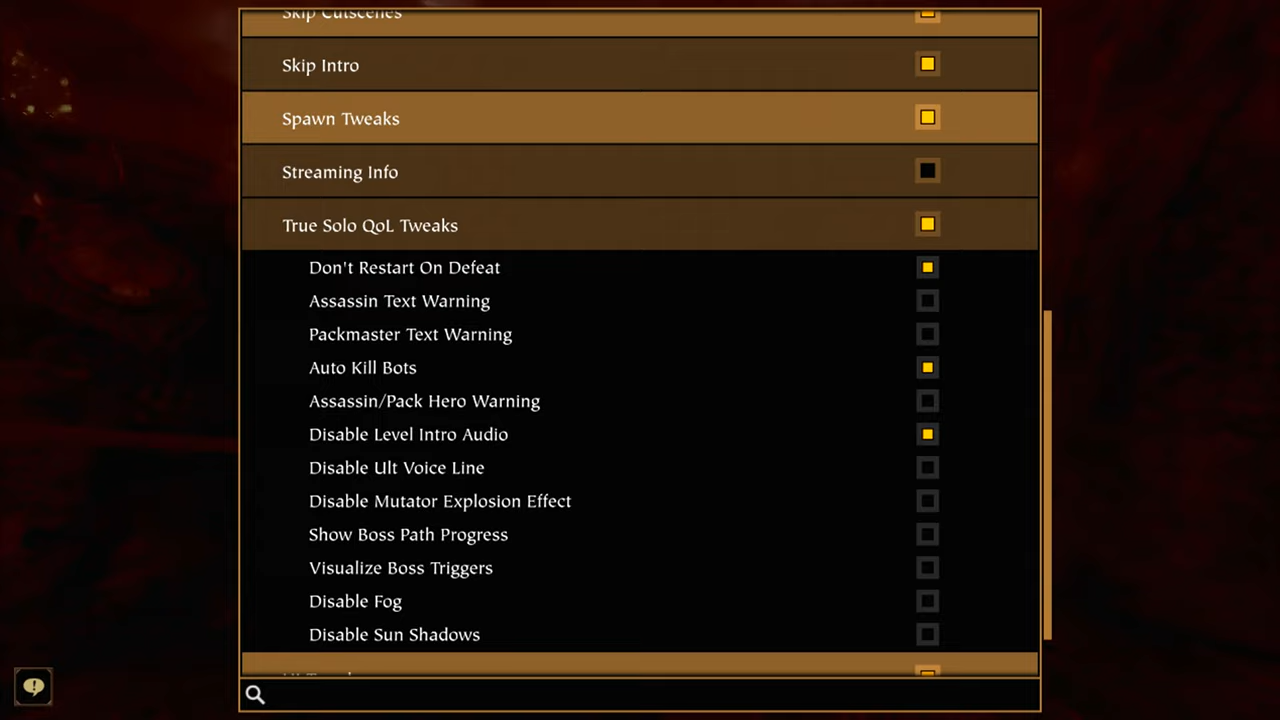 Skip Cutscenes
Skip Intro
Spawn Tweaks
Streaming Info
True Solo QoL Tweaks
Don't Restart On Defeat
Assassin Text Warning
Packmaster Text Warning
Auto Kill Bots
Assassin/Pack Hero Warning
Disable Level Intro Audio
Disable Ult Voice Line
Disable Mutator Explosion Effect
Show Boss Path Progress
Visualize Boss Triggers
Disable Fog
Disable Sun Shadows